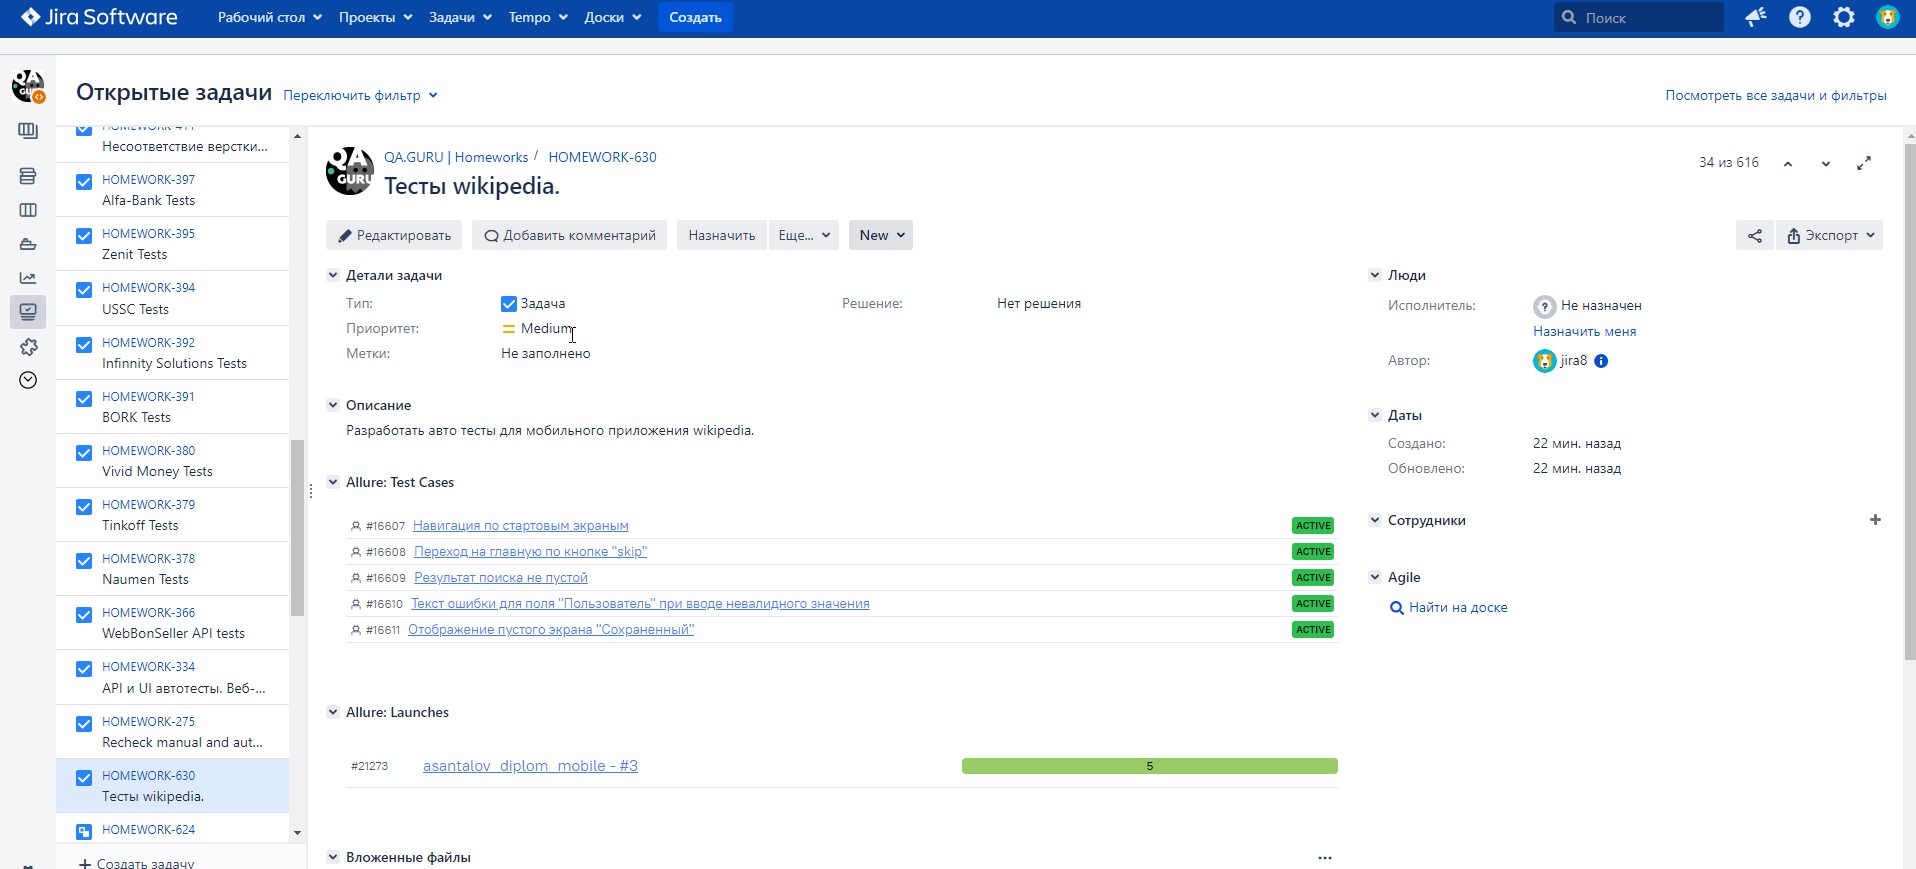 Jira Software Рабочий стол Проекты Задачи Tempo Доски Создать Поиск
Открытые задачи Переключить фильтр Посмотреть все задачи и фильтры
HOMEWORK-411
Несоответствие верстки...
HOMEWORK-397
Alfa-Bank Tests
HOMEWORK-395
Zenit Tests
HOMEWORK-394
USSC Tests
HOMEWORK-392
Infinnity Solutions Tests
HOMEWORK-391
BORK Tests
HOMEWORK-380
Vivid Money Tests
HOMEWORK-379
Tinkoff Tests
HOMEWORK-378
Naumen Tests
HOMEWORK-366
WebBonSeller API tests
HOMEWORK-334
API и UI автотесты. Веб-...
HOMEWORK-275
Recheck manual and aut...
HOMEWORK-630
Тесты wikipedia.
HOMEWORK-624
Создать задачу
QA
GURU
QA.GURU | Homeworks / HOMEWORK-630
Тесты wikipedia.
34 из 616
Редактировать Добавить комментарий Назначить Еще... New Экспорт
Детали задачи
Тип: Задача Решение: Нет решения
Приоритет: Medium
Метки: Не заполнено
Описание
Разработать авто тесты для мобильного приложения wikipedia.
Allure: Test Cases
#16607 Навигация по стартовым экраным ACTIVE
#16608 Переход на главную по кнопке "skip" ACTIVE
#16609 Результат поиска не пустой ACTIVE
#16610 Текст ошибки для поля "Пользователь" при вводе невалидного значения ACTIVE
#16611 Отображение пустого экрана "Сохраненный" ACTIVE
Allure: Launches
#21273 asantalov_diplom_mobile - #3 5
Вложенные файлы ...
Люди
Исполнитель: Не назначен
Назначить меня
Автор: jira8
Даты
Создано: 22 мин. назад
Обновлено: 22 мин. назад
Сотрудники
Agile
Найти на доске